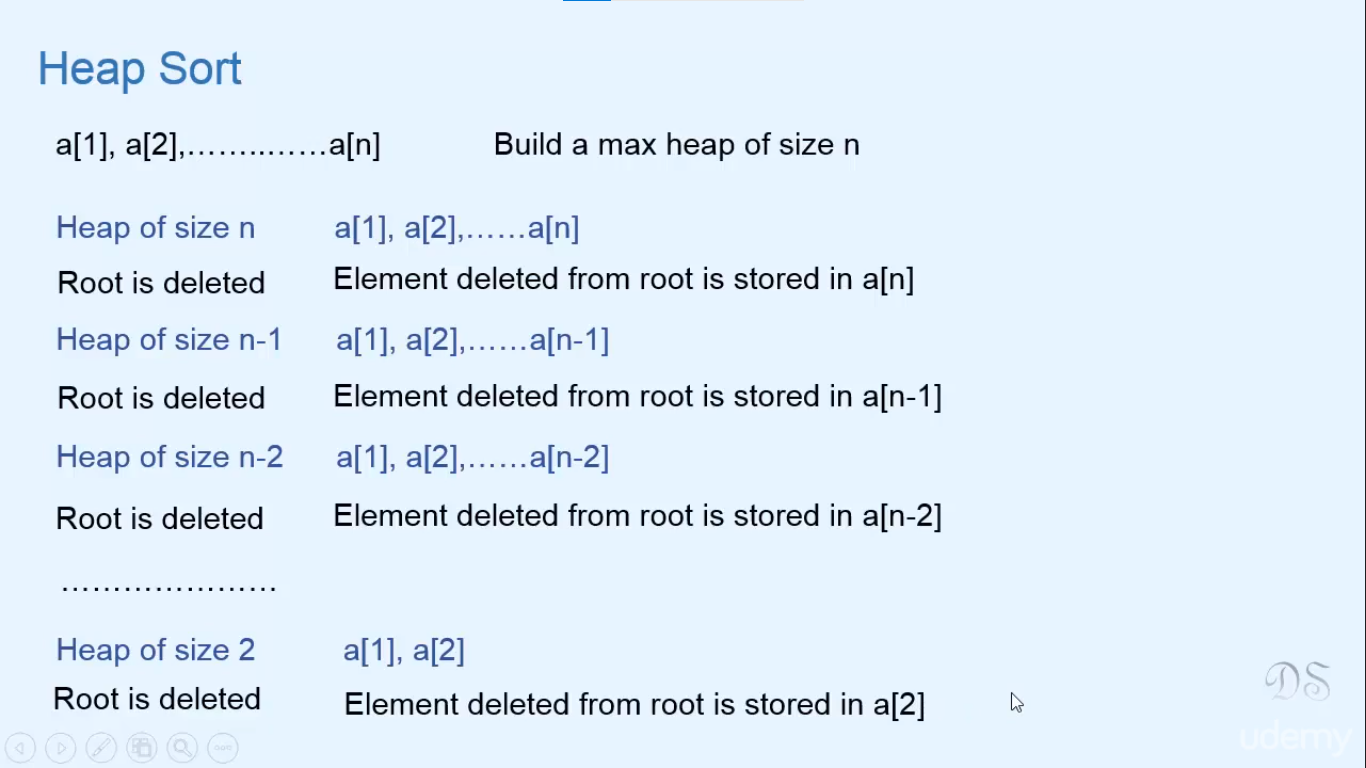 Heap Sort
a[1], a[2],……..……a[n] Build a max heap of size n
Heap of size n a[1], a[2],……a[n]
Root is deleted Element deleted from root is stored in a[n]
Heap of size n-1 a[1], a[2],……a[n-1]
Root is deleted Element deleted from root is stored in a[n-1]
Heap of size n-2 a[1], a[2],……a[n-2]
Root is deleted Element deleted from root is stored in a[n-2]
…………………
Heap of size 2 a[1], a[2]
Root is deleted Element deleted from root is stored in a[2]
DS
udemy